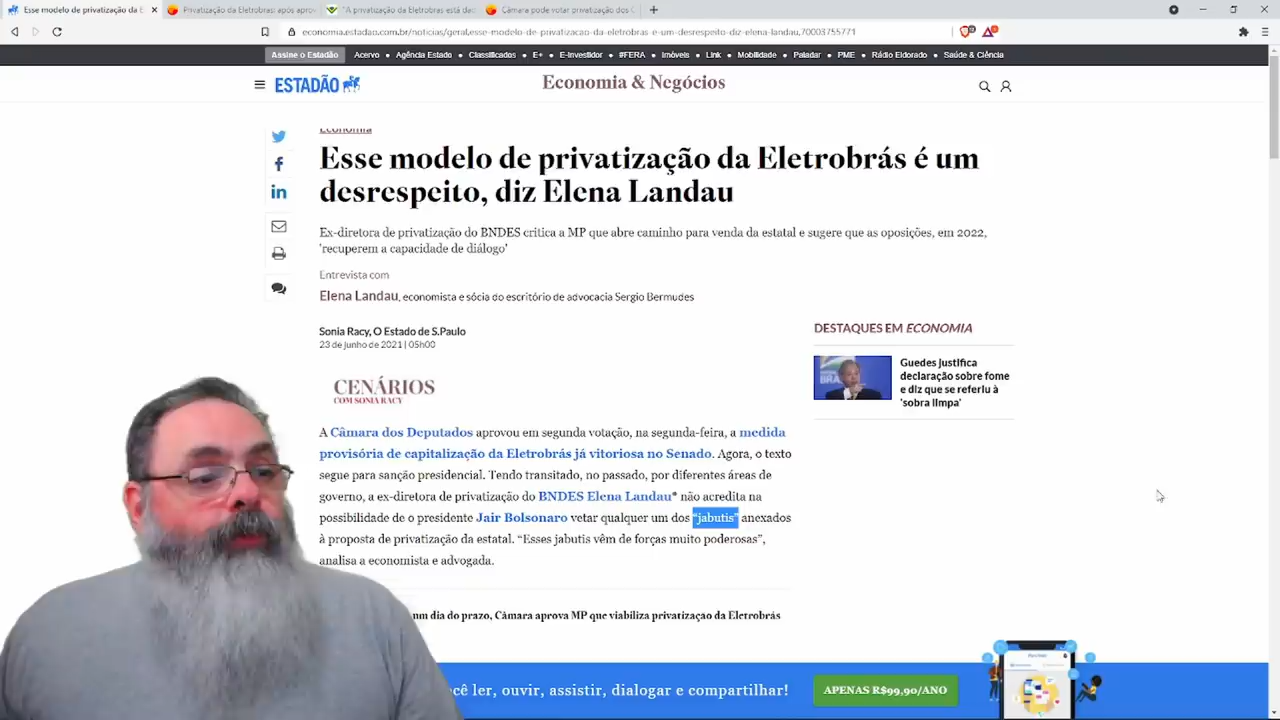 Esse modelo de privatização da E
Privatização da Eletrobras: após aprov
"A privatização da Eletrobras está das
Câmara pode votar privatização dos C
economia.estadao.com.br/noticias/geral,esse-modelo-de-privatizacao-da-eletrobras-e-um-desrespeito-diz-elena-landau,70003755771
Assine o Estadão Acervo Agência Estado Classificados E+ E-Investidor #FERA Imóveis Link Mobilidade Paladar PME Rádio Eldorado Saúde & Ciência
ESTADÃO
Economia & Negócios
Economia
Esse modelo de privatização da Eletrobrás é um
desrespeito, diz Elena Landau
Ex-diretora de privatização do BNDES critica a MP que abre caminho para venda da estatal e sugere que as oposições, em 2022,
'recuperem a capacidade de diálogo'
Entrevista com
Elena Landau, economista e sócia do escritório de advocacia Sergio Bermudes
Sonia Racy, O Estado de S.Paulo
23 de junho de 2021 | 05h00
CENÁRIOS
COM SONIA RACY
A Câmara dos Deputados aprovou em segunda votação, na segunda-feira, a medida
provisória de capitalização da Eletrobrás já vitoriosa no Senado. Agora, o texto
segue para sanção presidencial. Tendo transitado, no passado, por diferentes áreas de
governo, a ex-diretora de privatização do BNDES Elena Landau* não acredita na
possibilidade de o presidente Jair Bolsonaro vetar qualquer um dos "jabutis" anexados
à proposta de privatização da estatal. "Esses jabutis vêm de forças muito poderosas",
analisa a economista e advogada.
um dia do prazo, Câmara aprova MP que viabiliza privatização da Eletrobrás
DESTAQUES EM ECONOMIA
Guedes justifica
declaração sobre fome
e diz que se referiu à
'sobra limpa'
cê ler, ouvir, assistir, dialogar e compartilhar!
APENAS R$99,90/ANO